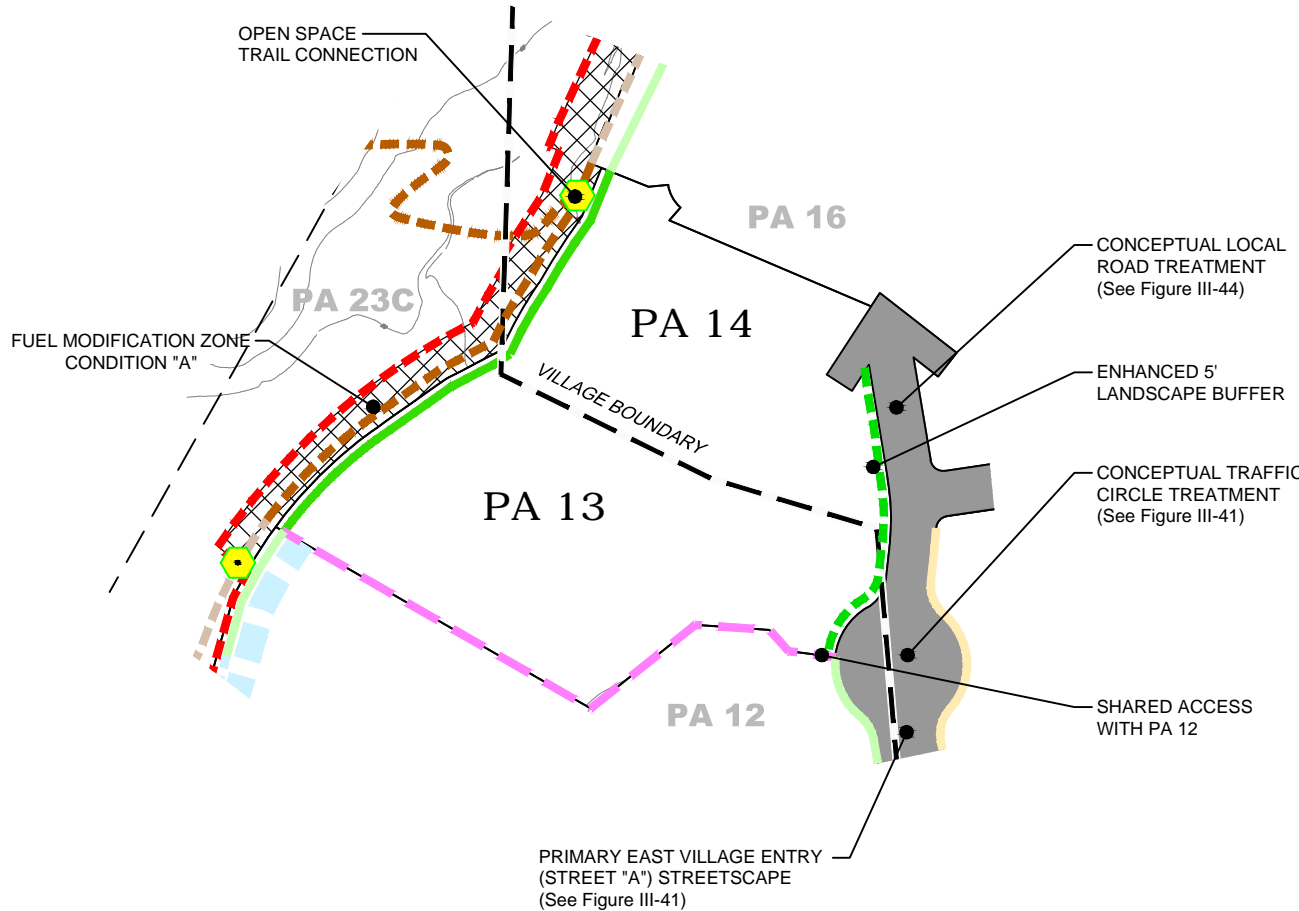 OPEN SPACE
TRAIL CONNECTION
PA 16
CONCEPTUAL LOCAL
ROAD TREATMENT
(See Figure III-44)
PA 23C
PA 14
FUEL MODIFICATION ZONE
CONDITION "A"
VILLAGE BOUNDARY
ENHANCED 5'
LANDSCAPE BUFFER
PA 13
CONCEPTUAL TRAFFIC
CIRCLE TREATMENT
(See Figure III-41)
PA 12
SHARED ACCESS
WITH PA 12
PRIMARY EAST VILLAGE ENTRY
(STREET "A") STREETSCAPE
(See Figure III-41)